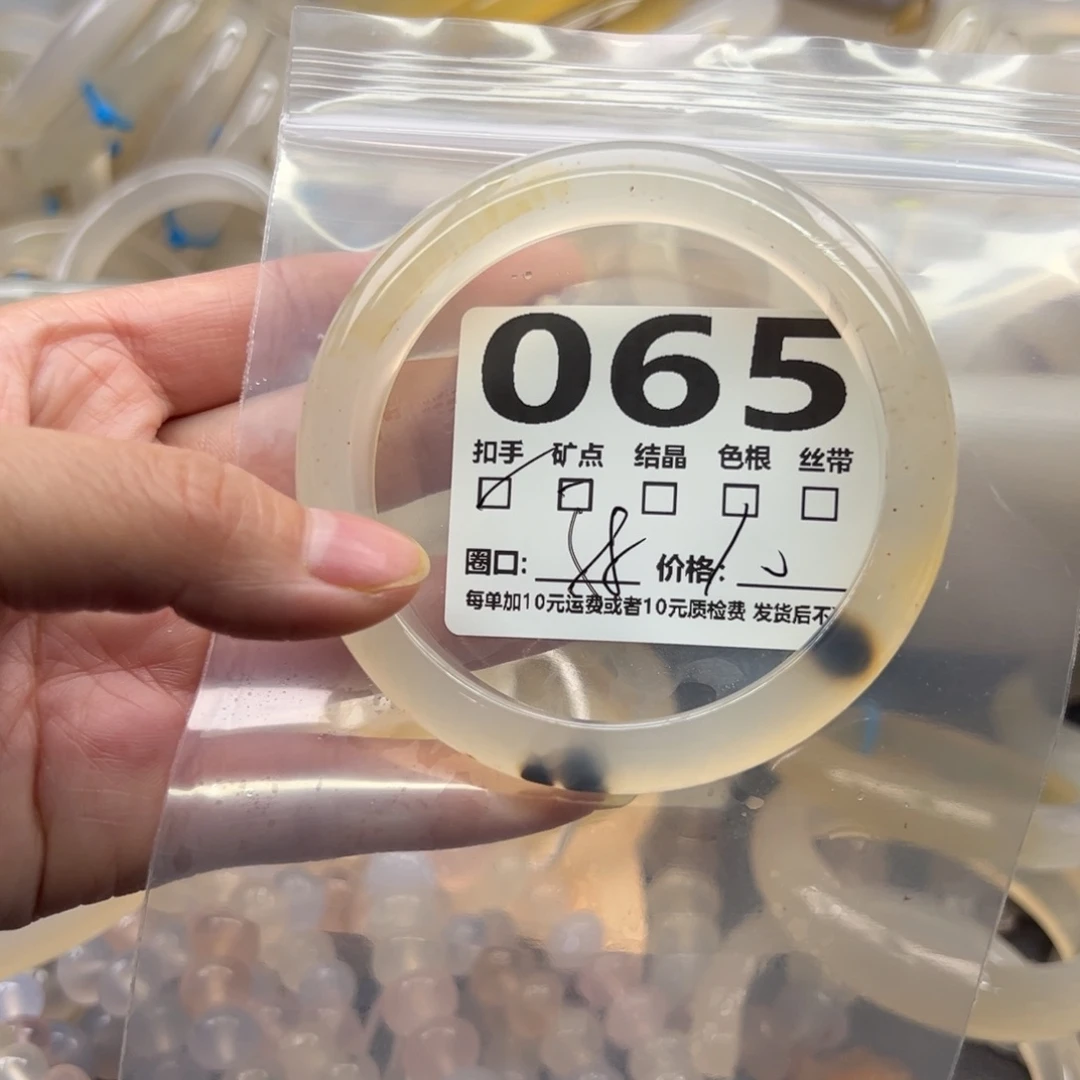 065
扣手 矿点 结晶 色根 丝带
圈口: 价格:
每单加10元运费或者10元质检费 发货后不